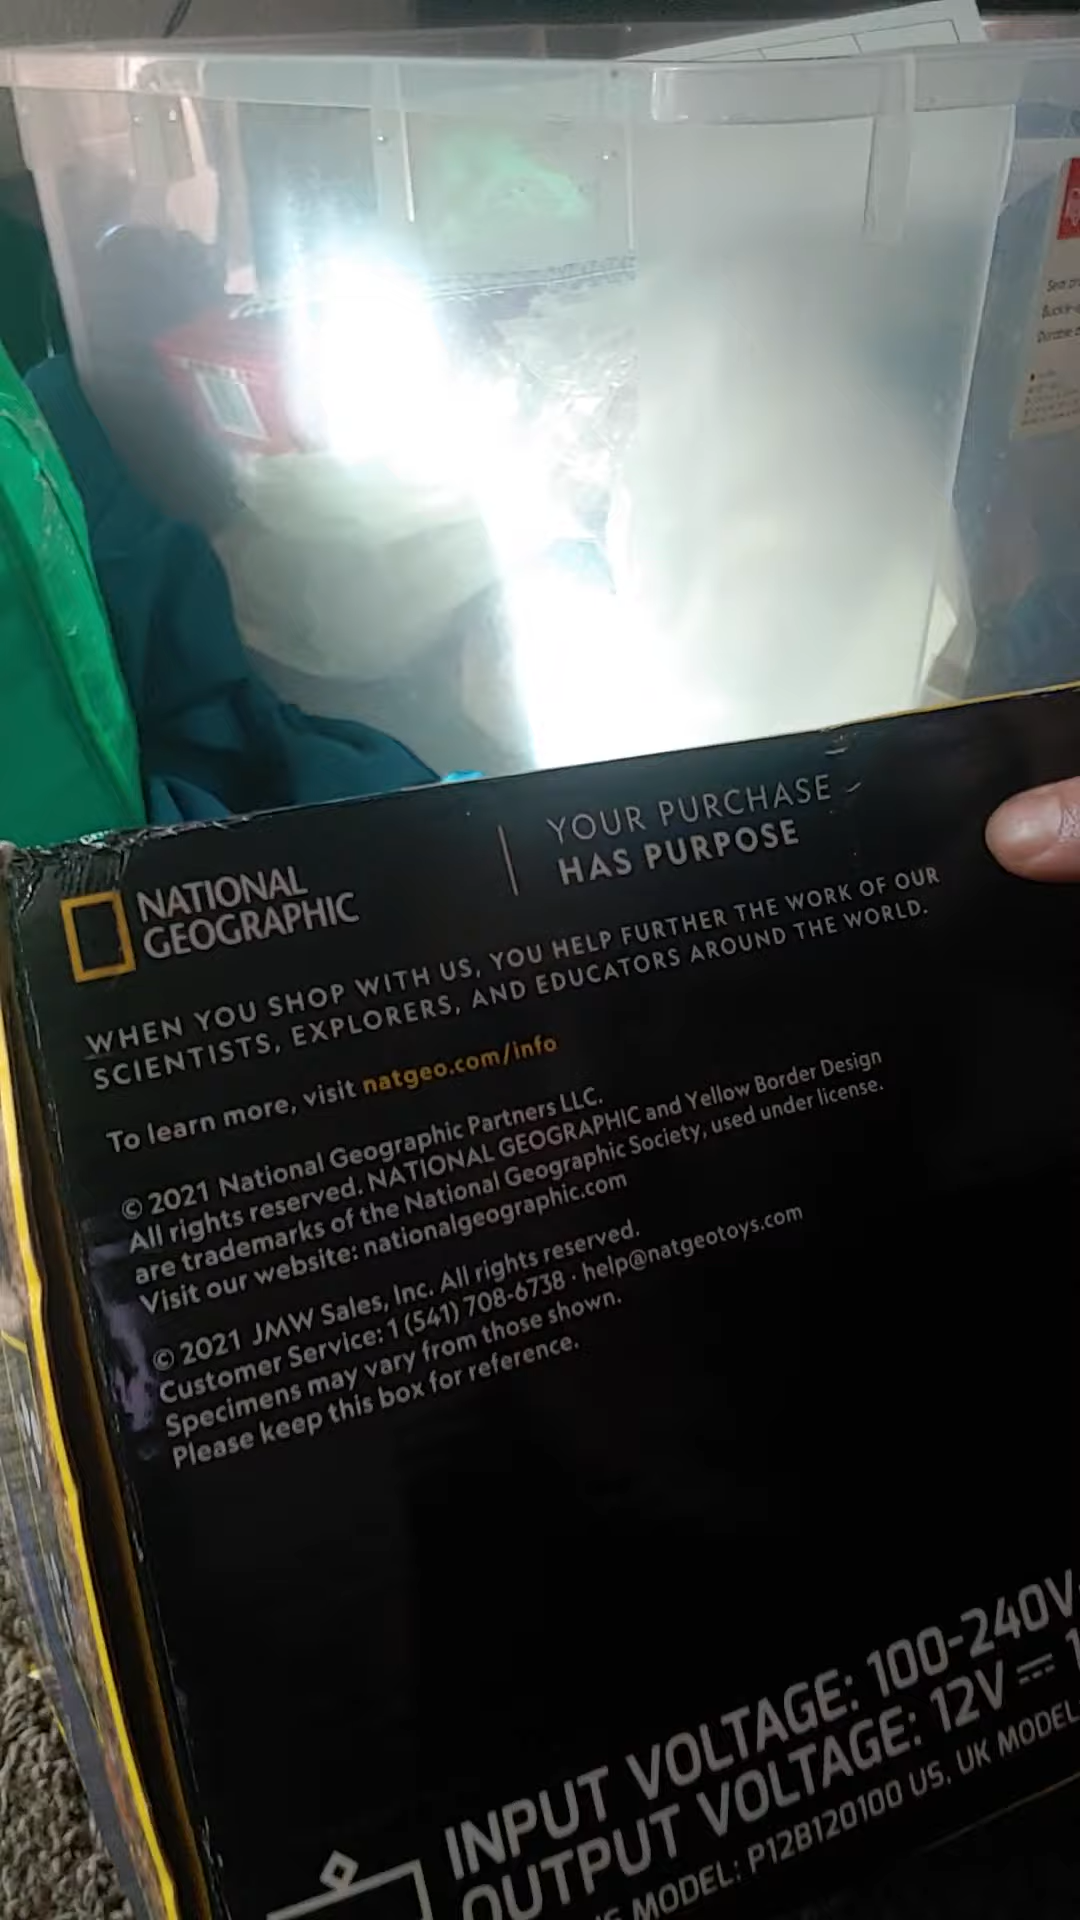 NATIONAL
GEOGRAPHIC
YOUR PURCHASE
HAS PURPOSE
WHEN YOU SHOP WITH US, YOU HELP FURTHER THE WORK OF OUR
SCIENTISTS, EXPLORERS, AND EDUCATORS AROUND THE WORLD.
To learn more, visit natgeo.com/info
© 2021 National Geographic Partners LLC.
All rights reserved. NATIONAL GEOGRAPHIC and Yellow Border Design
are trademarks of the National Geographic Society, used under license.
Visit our website: nationalgeographic.com
© 2021 JMW Sales, Inc. All rights reserved.
Customer Service: 1 (541) 708-6738 · help@natgeotoys.com
Specimens may vary from those shown.
Please keep this box for reference.
INPUT VOLTAGE: 100-240V
OUTPUT VOLTAGE: 12V
MODEL: P12B120100 US, UK MODEL